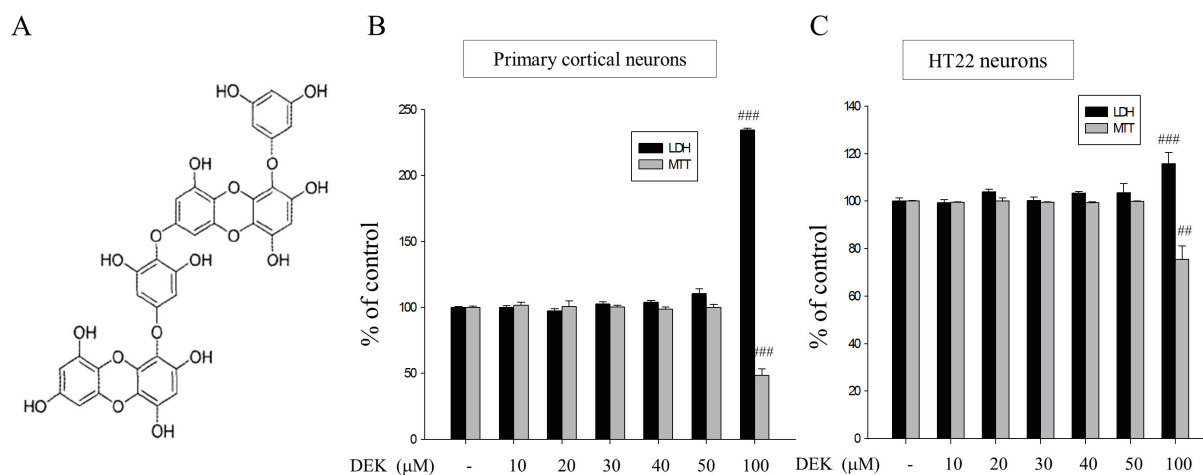 A
B
C
Primary cortical neurons
HT22 neurons
HO OH
O
OH O OH
O
O OH
HO OH
O
OH
O OH
HO O OH
% of control
250
200
150
100
50
0
LDH
MTT
###
###
DEK (μM) - 10 20 30 40 50 100
% of control
140
120
100
80
60
40
20
0
LDH
MTT
###
##
DEK (μM) - 10 20 30 40 50 100